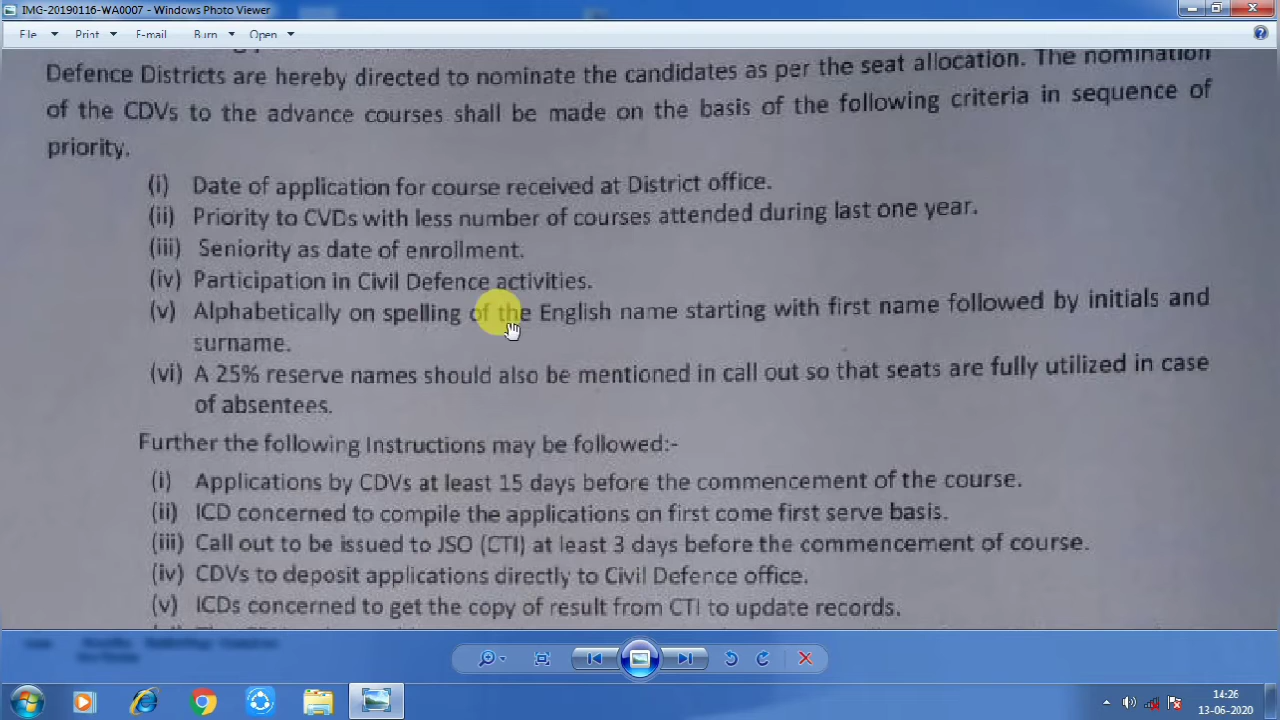 IMG-20190116-WA0007 - Windows Photo Viewer
File Print E-mail Burn Open
Defence Districts are hereby directed to nominate the candidates as per the seat allocation. The nomination
of the CDVs to the advance courses shall be made on the basis of the following criteria in sequence of
priority.
(i) Date of application for course received at District office.
(ii) Priority to CVDs with less number of courses attended during last one year.
(iii) Seniority as date of enrollment.
(iv) Participation in Civil Defence activities.
(v) Alphabetically on spelling of the English name starting with first name followed by initials and
surname.
(vi) A 25% reserve names should also be mentioned in call out so that seats are fully utilized in case
of absentees.
Further the following Instructions may be followed:-
(i) Applications by CDVs at least 15 days before the commencement of the course.
(ii) ICD concerned to compile the applications on first come first serve basis.
(iii) Call out to be issued to JSO (CTI) at least 3 days before the commencement of course.
(iv) CDVs to deposit applications directly to Civil Defence office.
(v) ICDs concerned to get the copy of result from CTI to update records.
14:26
13-06-2020